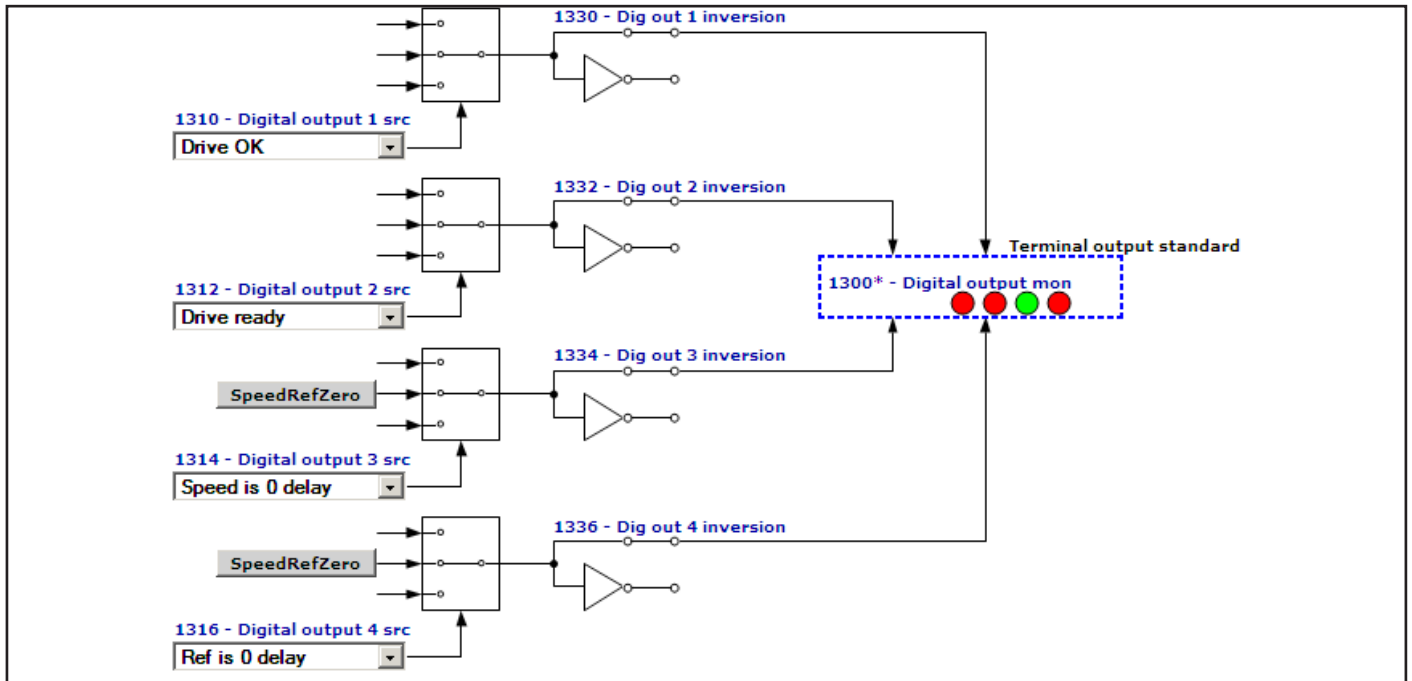 1330 - Dig out 1 inversion
1310 - Digital output 1 src
Drive OK
1332 - Dig out 2 inversion
Terminal output standard
1300* - Digital output mon
1312 - Digital output 2 src
Drive ready
1334 - Dig out 3 inversion
SpeedRefZero
1314 - Digital output 3 src
Speed is 0 delay
1336 - Dig out 4 inversion
SpeedRefZero
1316 - Digital output 4 src
Ref is 0 delay